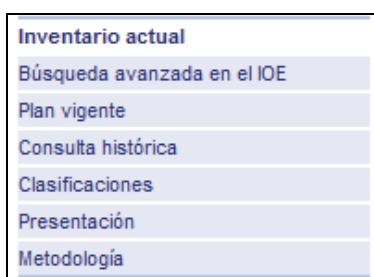 Inventario actual
Búsqueda avanzada en el IOE
Plan vigente
Consulta histórica
Clasificaciones
Presentación
Metodología